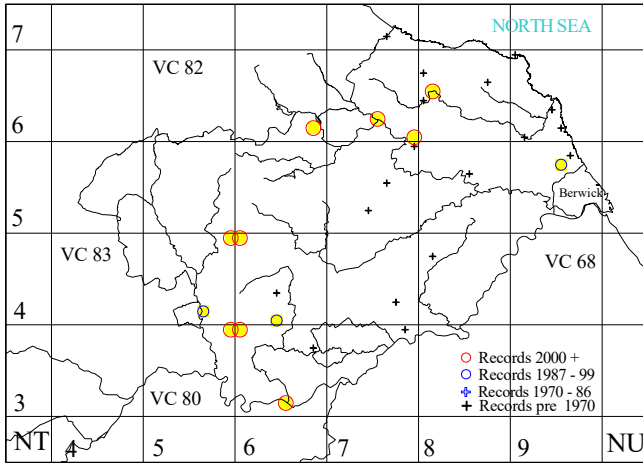 7
NORTH SEA
VC 82
6
Berwick
5
VC 83
VC 68
4
Records 2000 +
Records 1987 - 99
VC 80
Records 1970 - 86
Records pre 1970
3
NT
4
5
6
7
8
9
NU